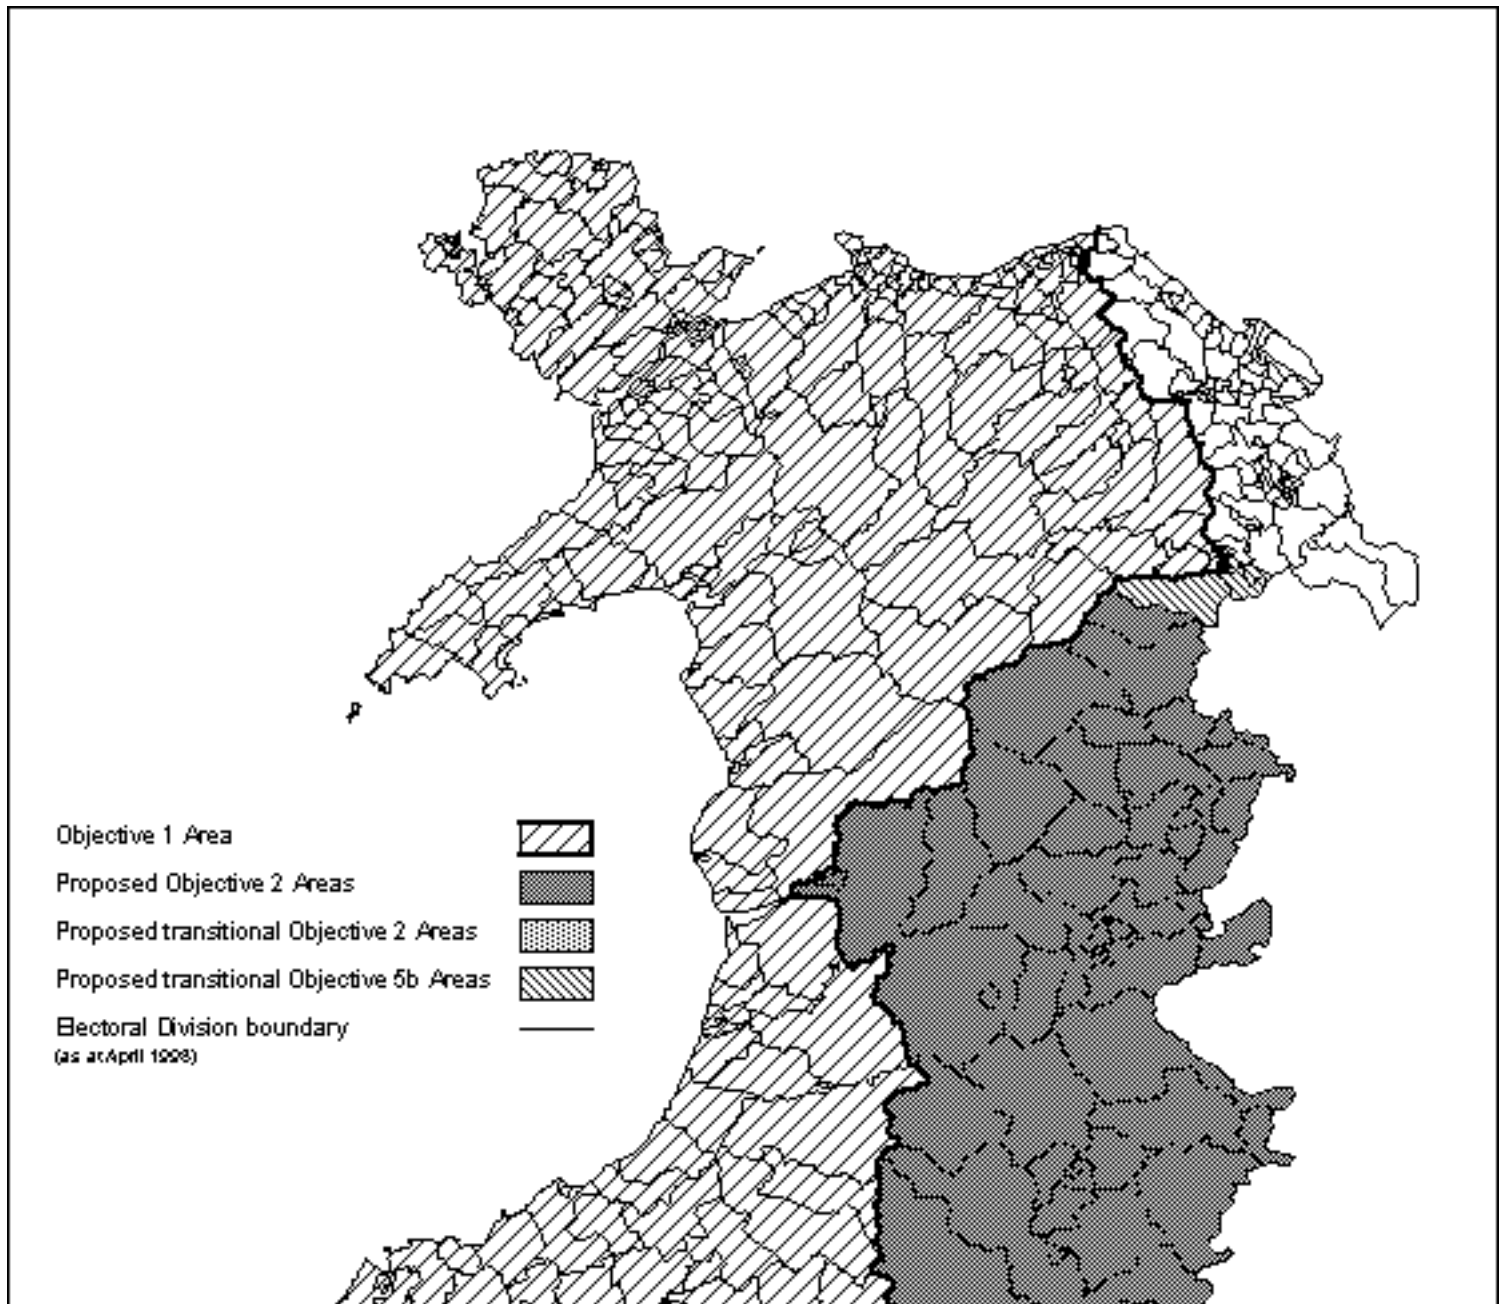 Objective 1 Area
Proposed Objective 2 Areas
Proposed transitional Objective 2 Areas
Proposed transitional Objective 5b Areas
Electoral Division boundary
(as at April 1998)